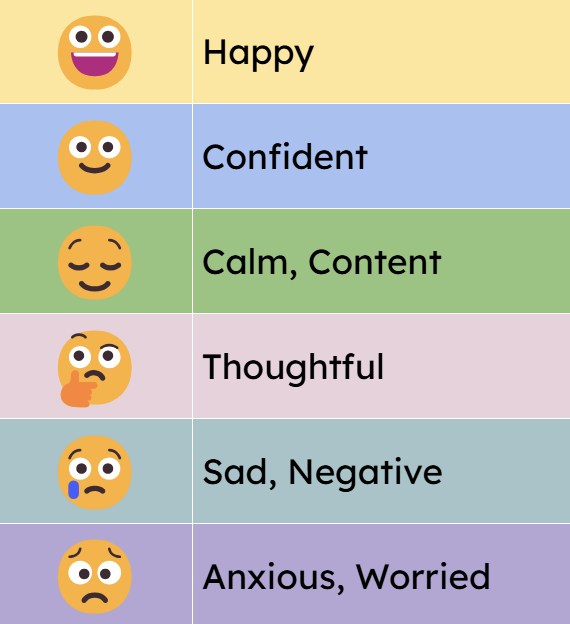 Happy
Confident
Calm, Content
Thoughtful
Sad, Negative
Anxious, Worried